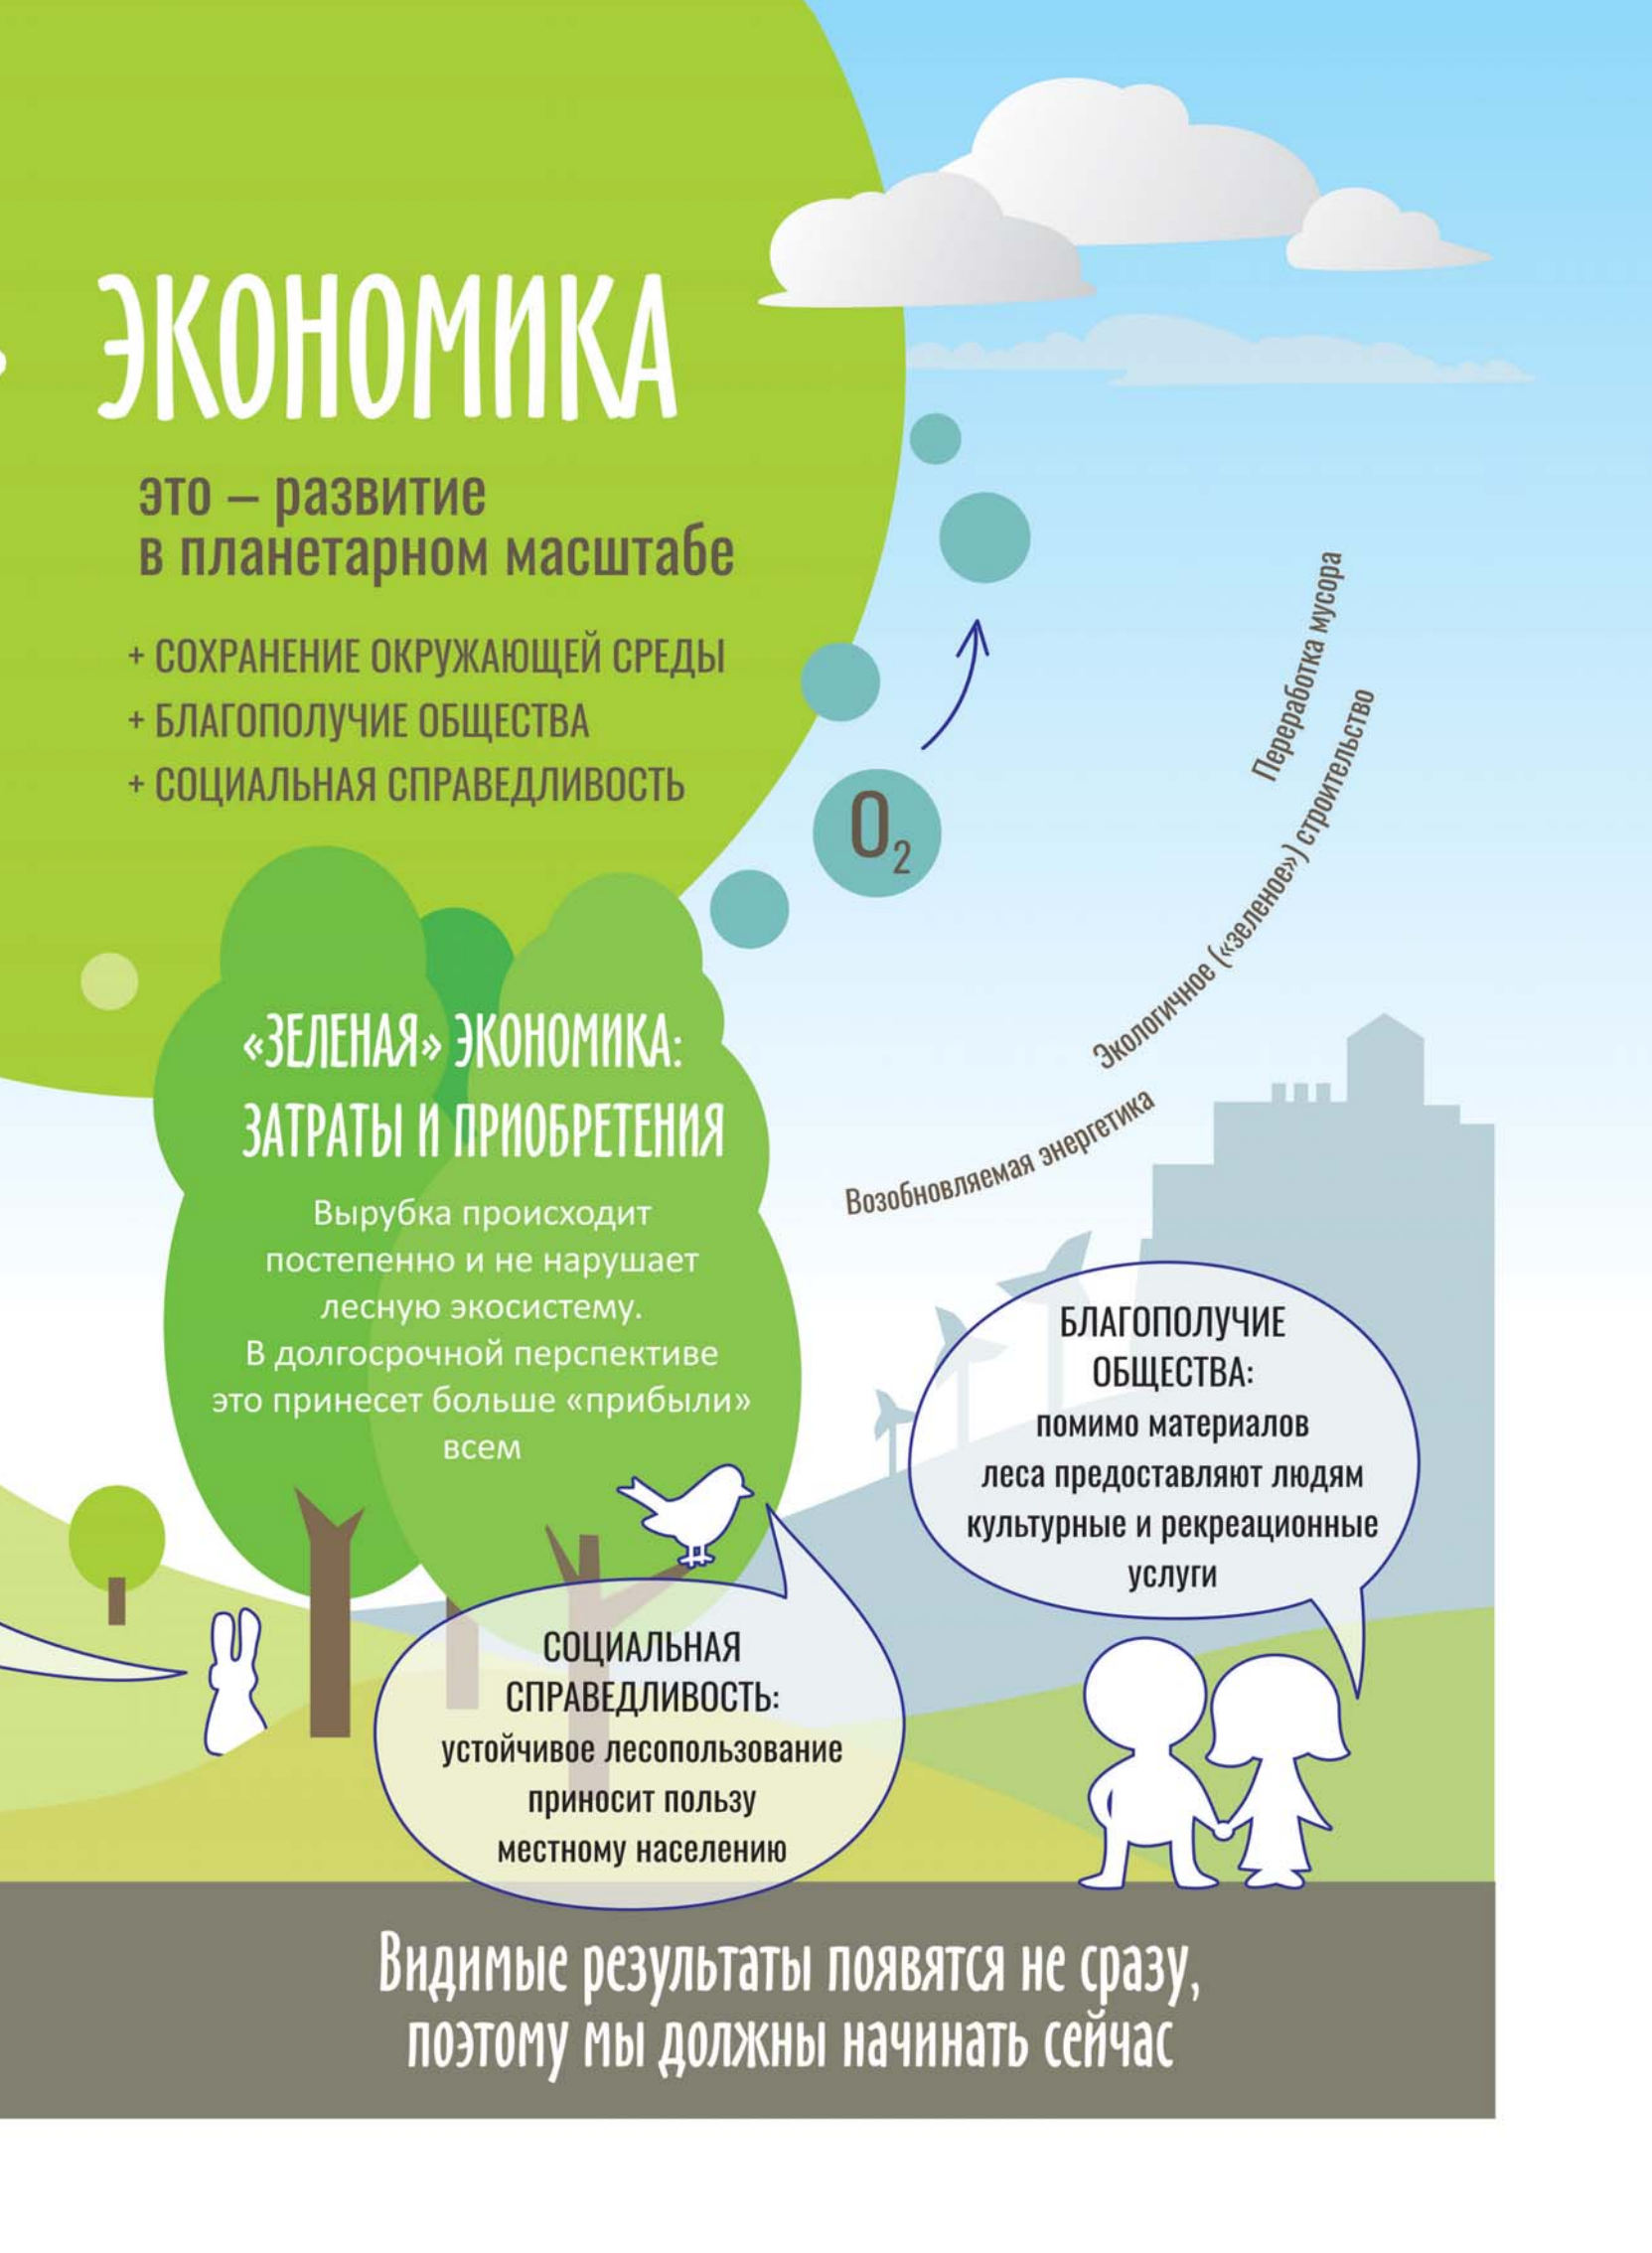 ЭКОНОМИКА
это – развитие
в планетарном масштабе
+ СОХРАНЕНИЕ ОКРУЖАЮЩЕЙ СРЕДЫ
+ БЛАГОПОЛУЧИЕ ОБЩЕСТВА
+ СОЦИАЛЬНАЯ СПРАВЕДЛИВОСТЬ
O₂
Переработка мусора
Экологичное («зеленое») строительство
Возобновляемая энергетика
«ЗЕЛЕНАЯ» ЭКОНОМИКА:
ЗАТРАТЫ И ПРИОБРЕТЕНИЯ
Вырубка происходит
постепенно и не нарушает
лесную экосистему.
В долгосрочной перспективе
это принесет больше «прибыли»
всем
БЛАГОПОЛУЧИЕ
ОБЩЕСТВА:
помимо материалов
леса предоставляют людям
культурные и рекреационные
услуги
СОЦИАЛЬНАЯ
СПРАВЕДЛИВОСТЬ:
устойчивое лесопользование
приносит пользу
местному населению
Видимые результаты появятся не сразу,
поэтому мы должны начинать сейчас